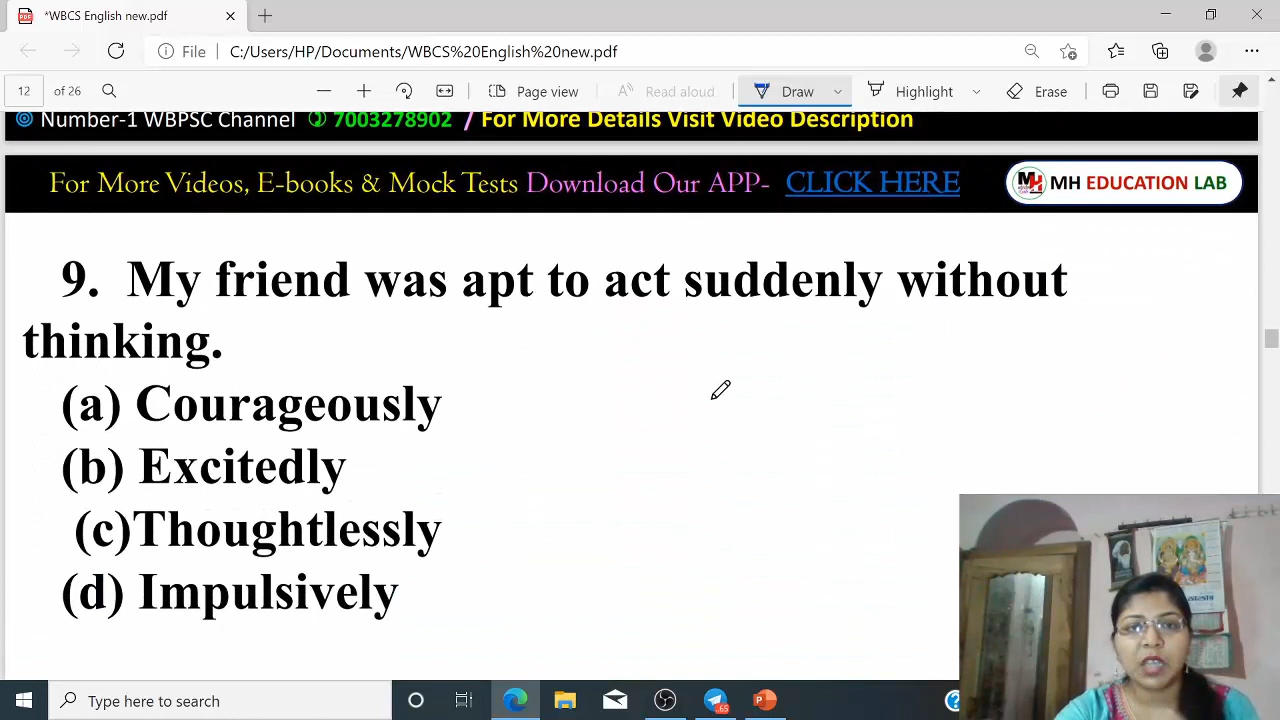 *WBCS English new.pdf
File C:/Users/HP/Documents/WBCS%20English%20new.pdf
12 of 26 Page view Read aloud Draw Highlight Erase
Number-1 WBPSC Channel 7003278902 / For More Details Visit Video Description
For More Videos, E-books & Mock Tests Download Our APP- CLICK HERE MH EDUCATION LAB
9. My friend was apt to act suddenly without
thinking.
(a) Courageously
(b) Excitedly
(c)Thoughtlessly
(d) Impulsively
Type here to search